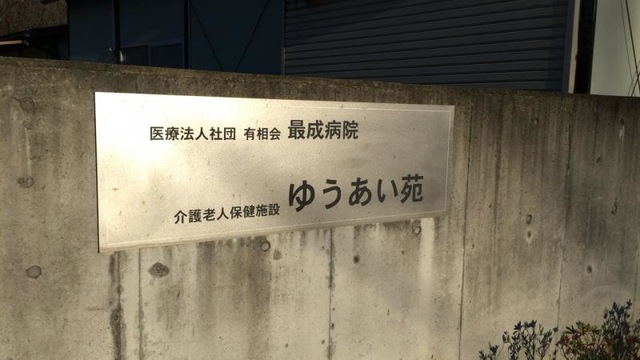 医療法人社団 有相会 最成病院
介護老人保健施設 ゆうあい苑